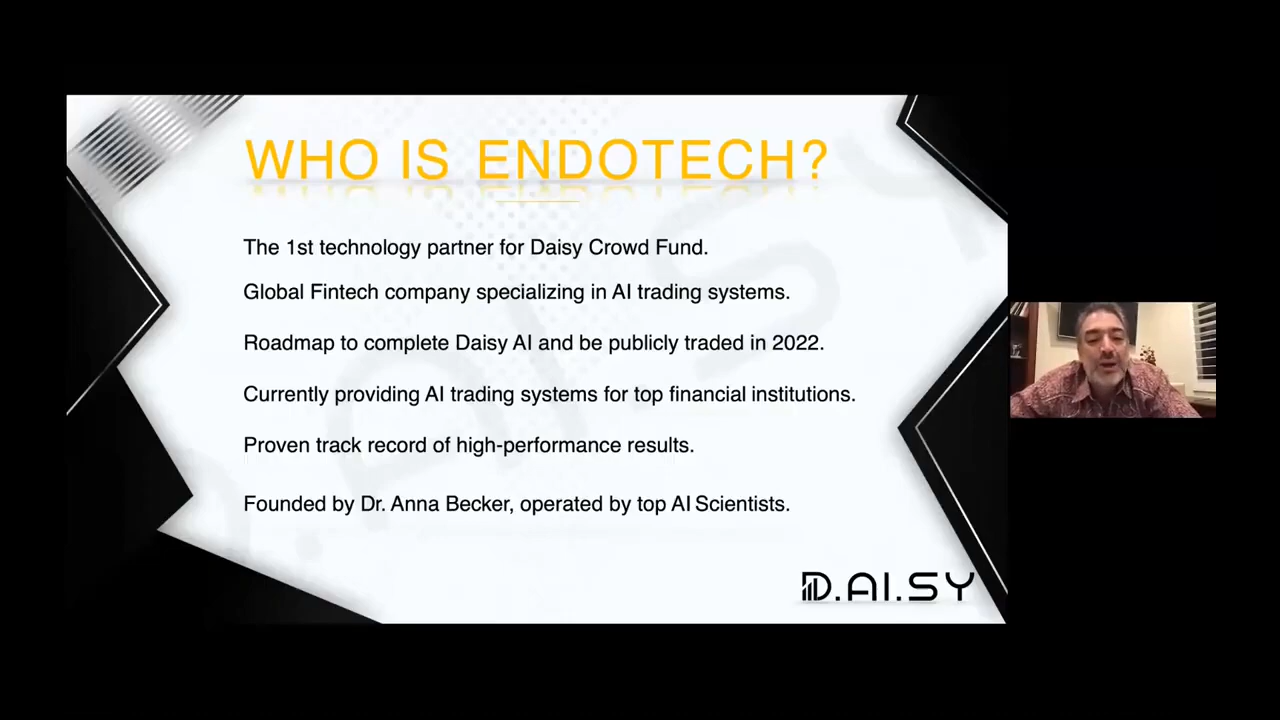 WHO IS ENDOTECH?
The 1st technology partner for Daisy Crowd Fund.
Global Fintech company specializing in AI trading systems.
Roadmap to complete Daisy AI and be publicly traded in 2022.
Currently providing AI trading systems for top financial institutions.
Proven track record of high-performance results.
Founded by Dr. Anna Becker, operated by top AI Scientists.
D.AI.SY